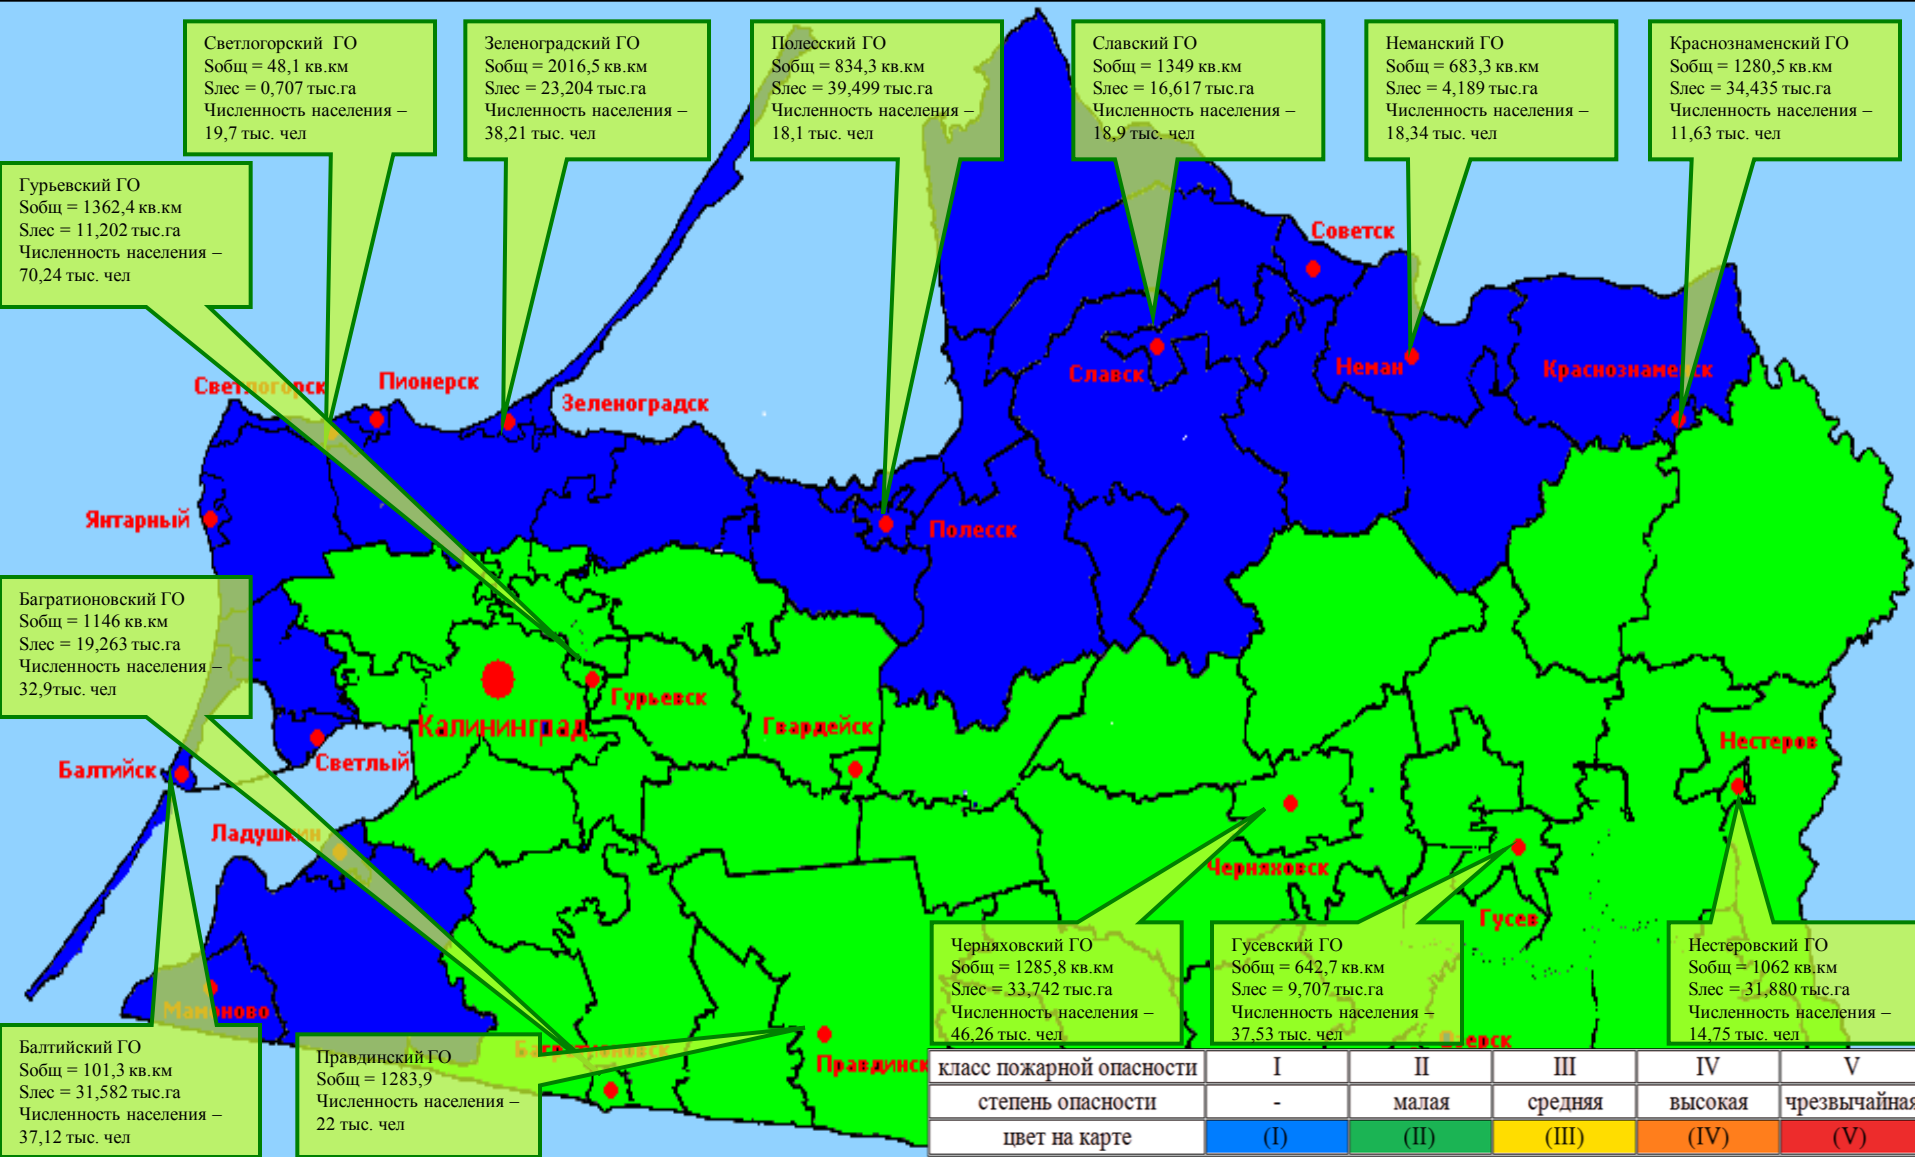 Светлогорский ГО
Sобщ = 48,1 кв.км
Sлес = 0,707 тыс.га
Численность населения –
19,7 тыс. чел
Зеленоградский ГО
Sобщ = 2016,5 кв.км
Sлес = 23,204 тыс.га
Численность населения –
38,21 тыс. чел
Полесский ГО
Sобщ = 834,3 кв.км
Sлес = 39,499 тыс.га
Численность населения –
18,1 тыс. чел
Славский ГО
Sобщ = 1349 кв.км
Sлес = 16,617 тыс.га
Численность населения –
18,9 тыс. чел
Неманский ГО
Sобщ = 683,3 кв.км
Sлес = 4,189 тыс.га
Численность населения –
18,34 тыс. чел
Краснознаменский ГО
Sобщ = 1280,5 кв.км
Sлес = 34,435 тыс.га
Численность населения –
11,63 тыс. чел
Гурьевский ГО
Sобщ = 1362,4 кв.км
Sлес = 11,202 тыс.га
Численность населения –
70,24 тыс. чел
Советск
Светлогорск
Пионерск
Зеленоградск
Славск
Неман
Краснознаменск
Янтарный
Полесск
Багратионовский ГО
Sобщ = 1146 кв.км
Sлес = 19,263 тыс.га
Численность населения –
32,9тыс. чел
Гурьевск
Калининград
Гвардейск
Нестеров
Светлый
Балтийск
Ладушкин
Черняховск
Гусев
Мамоново
Багратионовск
Правдинск
Озерск
Черняховский ГО
Sобщ = 1285,8 кв.км
Sлес = 33,742 тыс.га
Численность населения –
46,26 тыс. чел
Гусевский ГО
Sобщ = 642,7 кв.км
Sлес = 9,707 тыс.га
Численность населения –
37,53 тыс. чел
Нестеровский ГО
Sобщ = 1062 кв.км
Sлес = 31,880 тыс.га
Численность населения –
14,75 тыс. чел
Балтийский ГО
Sобщ = 101,3 кв.км
Sлес = 31,582 тыс.га
Численность населения –
37,12 тыс. чел
Правдинский ГО
Sобщ = 1283,9
Численность населения –
22 тыс. чел
класс пожарной опасности I II III IV V
степень опасности - малая средняя высокая чрезвычайная
цвет на карте (I) (II) (III) (IV) (V)